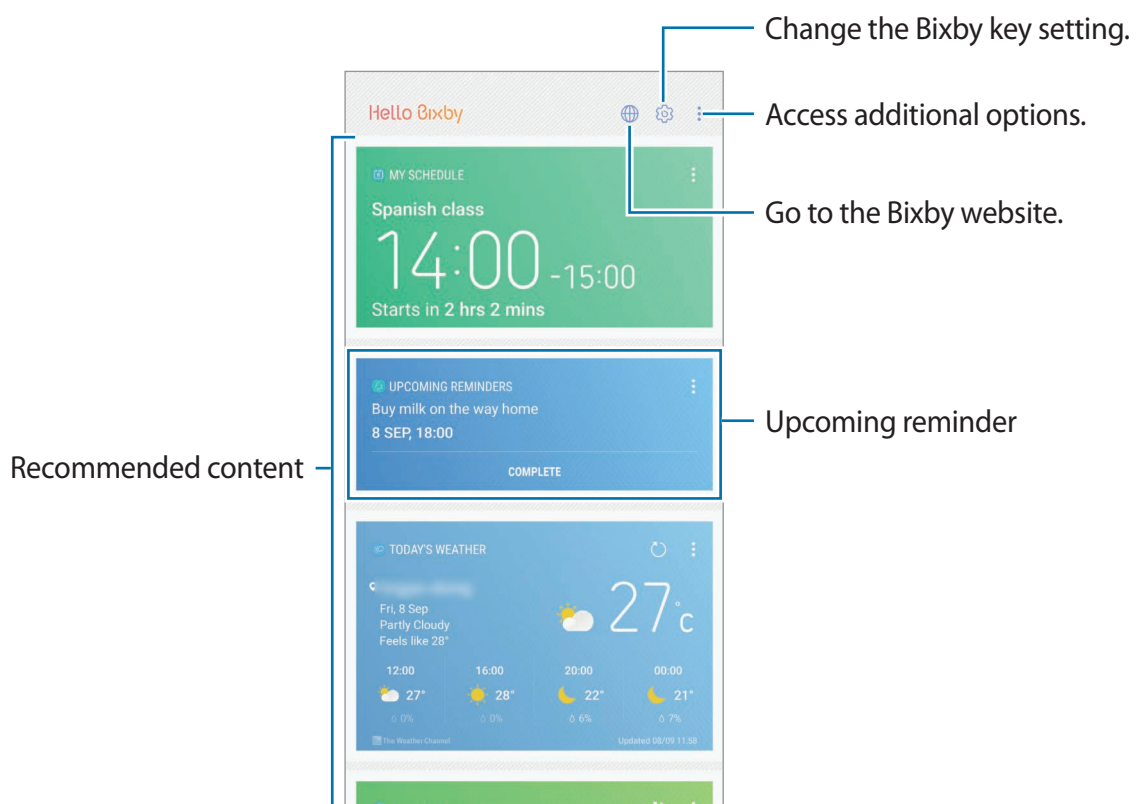 Change the Bixby key setting.
Hello Bixby
Access additional options.
MY SCHEDULE
Spanish class
Go to the Bixby website.
14:00 -15:00
Starts in 2 hrs 2 mins
UPCOMING REMINDERS
Buy milk on the way home
8 SEP, 18:00
Upcoming reminder
COMPLETE
Recommended content
TODAY'S WEATHER
27°c
Fri, 8 Sep
Partly Cloudy
Feels like 28°
12:00 16:00 20:00 00:00
27° 28° 22° 21°
0% 0% 6% 7%
The Weather Channel Updated 08/09 11:58